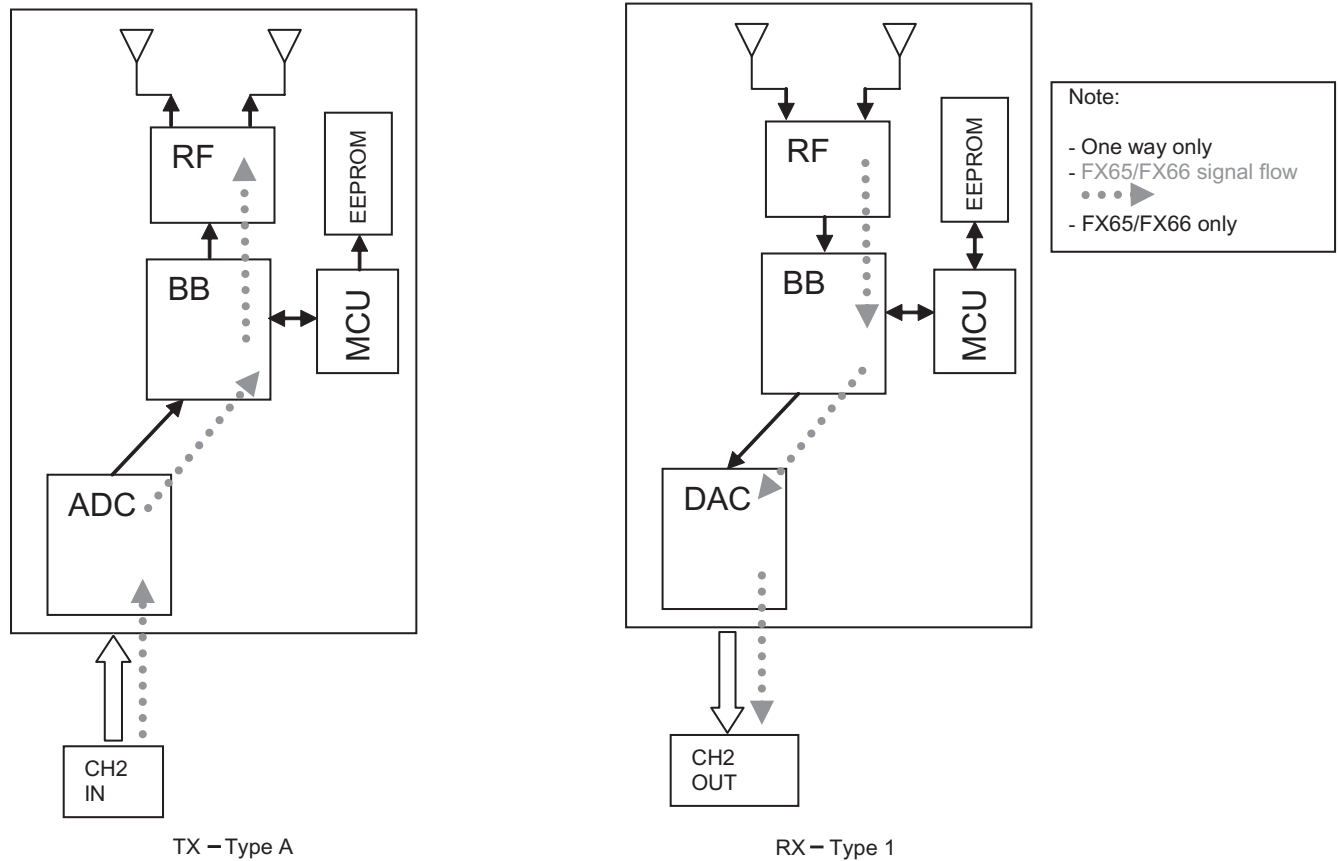 RF
EEPROM
BB
MCU
ADC
CH2
IN
TX – Type A
RF
EEPROM
BB
MCU
DAC
CH2
OUT
RX – Type 1
Note:
- One way only
- FX65/FX66 signal flow
- FX65/FX66 only